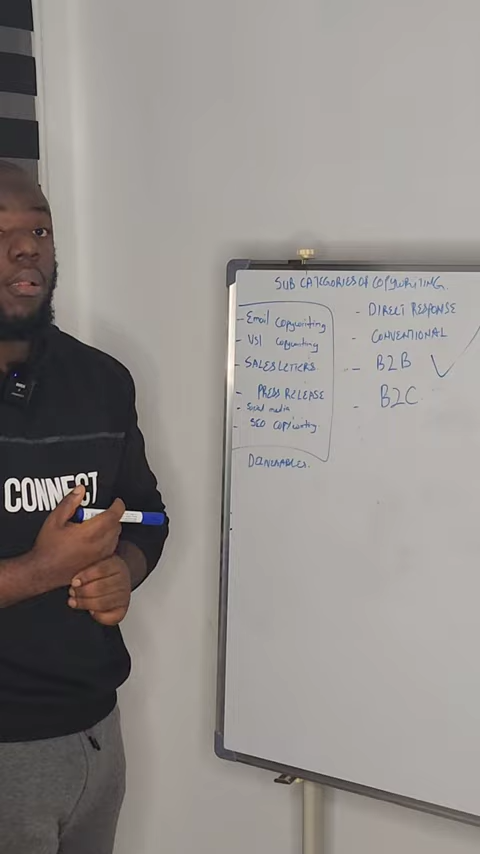 CONNECT
SUB CATEGORIES OF COPYWRITING.
- Email copywriting
- VSL copywriting
- SALES LETTERS
- PRESS RELEASE
- Social media
- SEO copywriting
- DIRECT RESPONSE
- CONVENTIONAL
- B2B ✓
- B2C